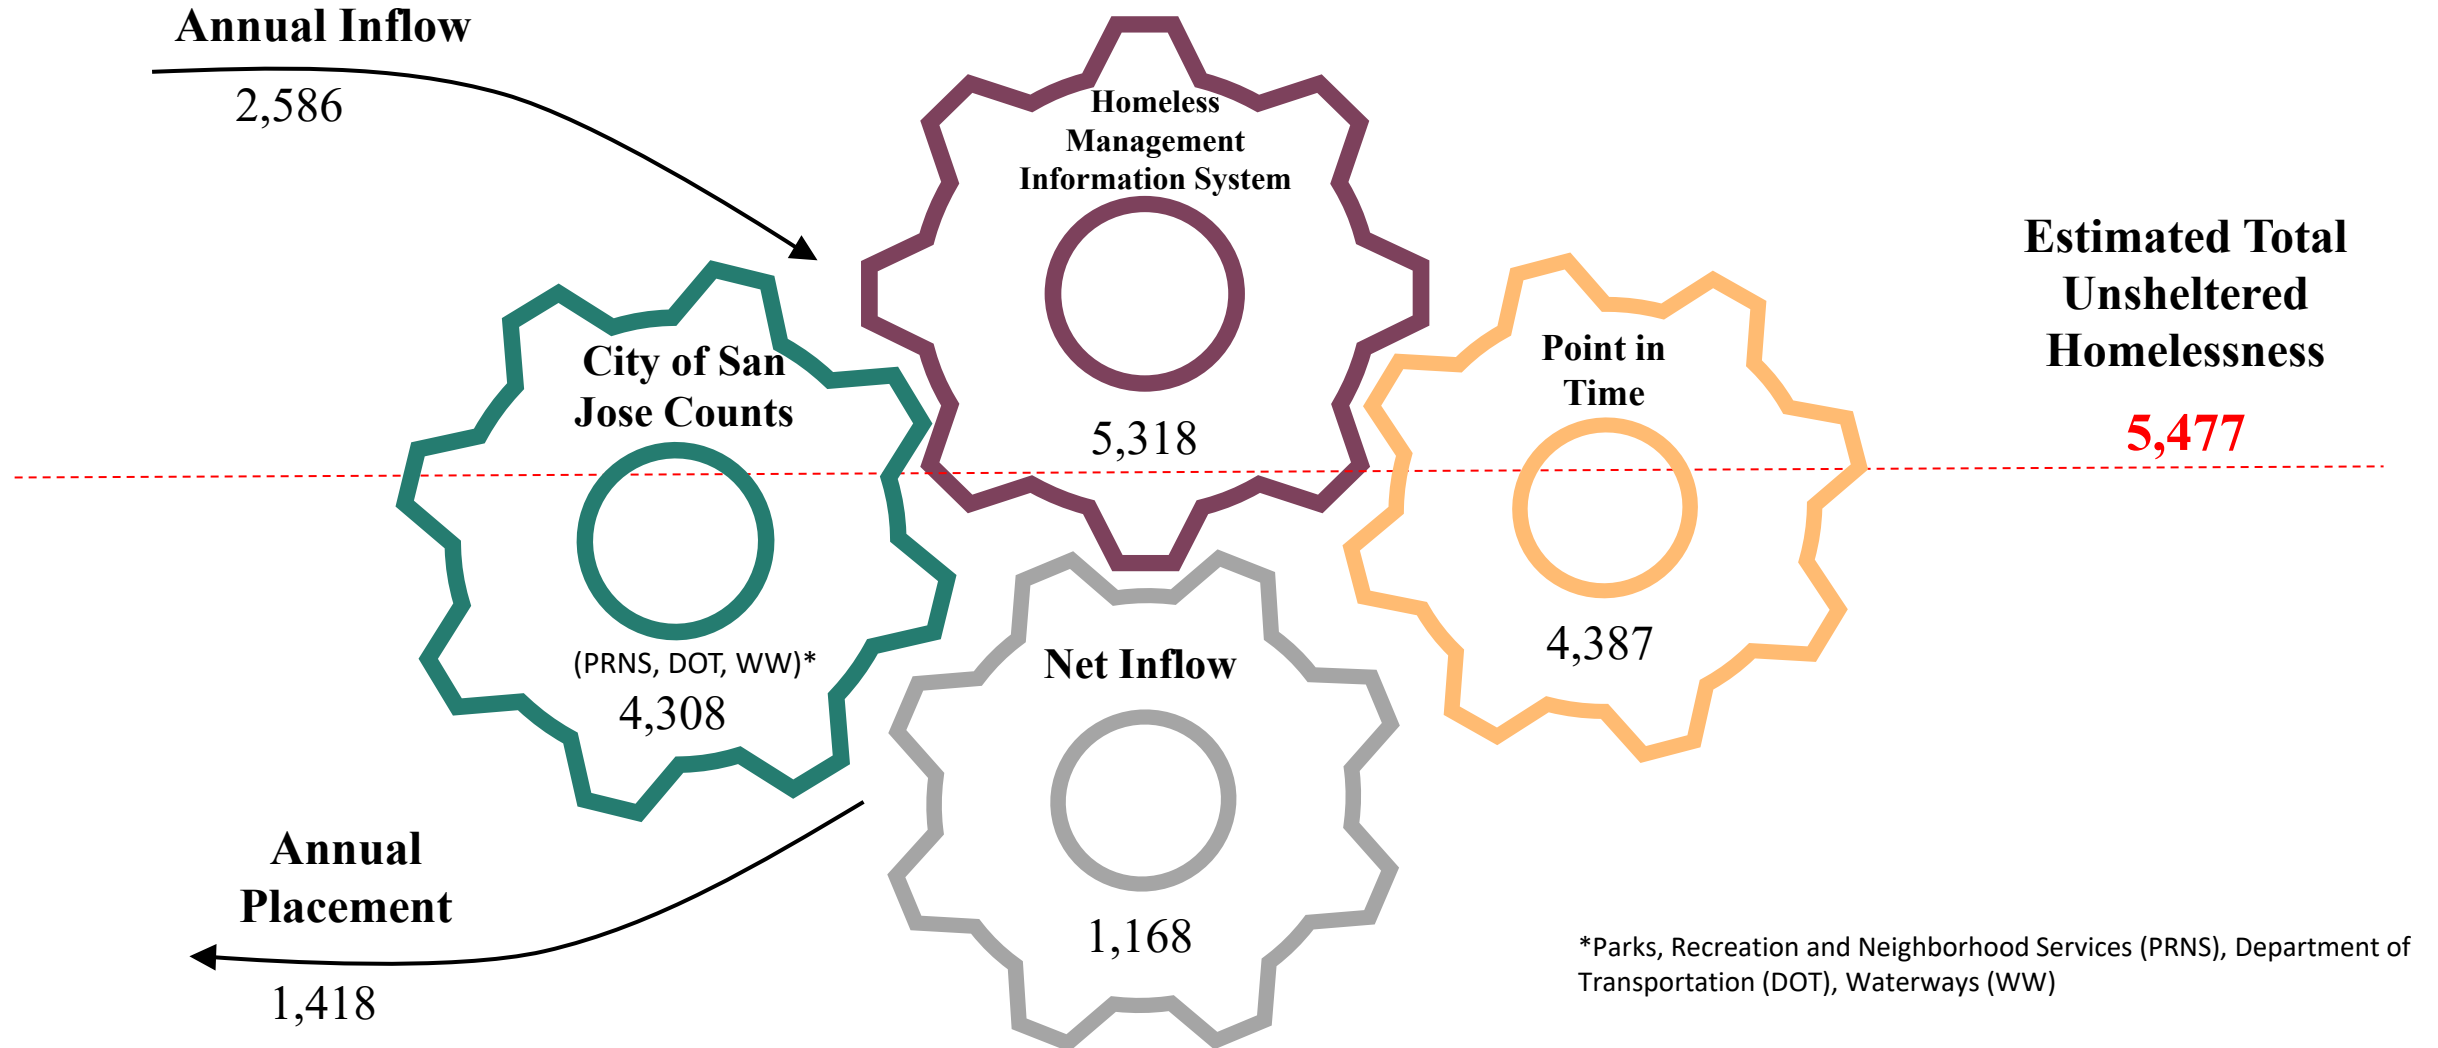 Annual Inflow
2,586
Homeless
Management
Information System
5,318
City of San
Jose Counts
(PRNS, DOT, WW)*
4,308
Point in
Time
4,387
Estimated Total
Unsheltered
Homelessness
5,477
Net Inflow
1,168
Annual
Placement
1,418
*Parks, Recreation and Neighborhood Services (PRNS), Department of
Transportation (DOT), Waterways (WW)